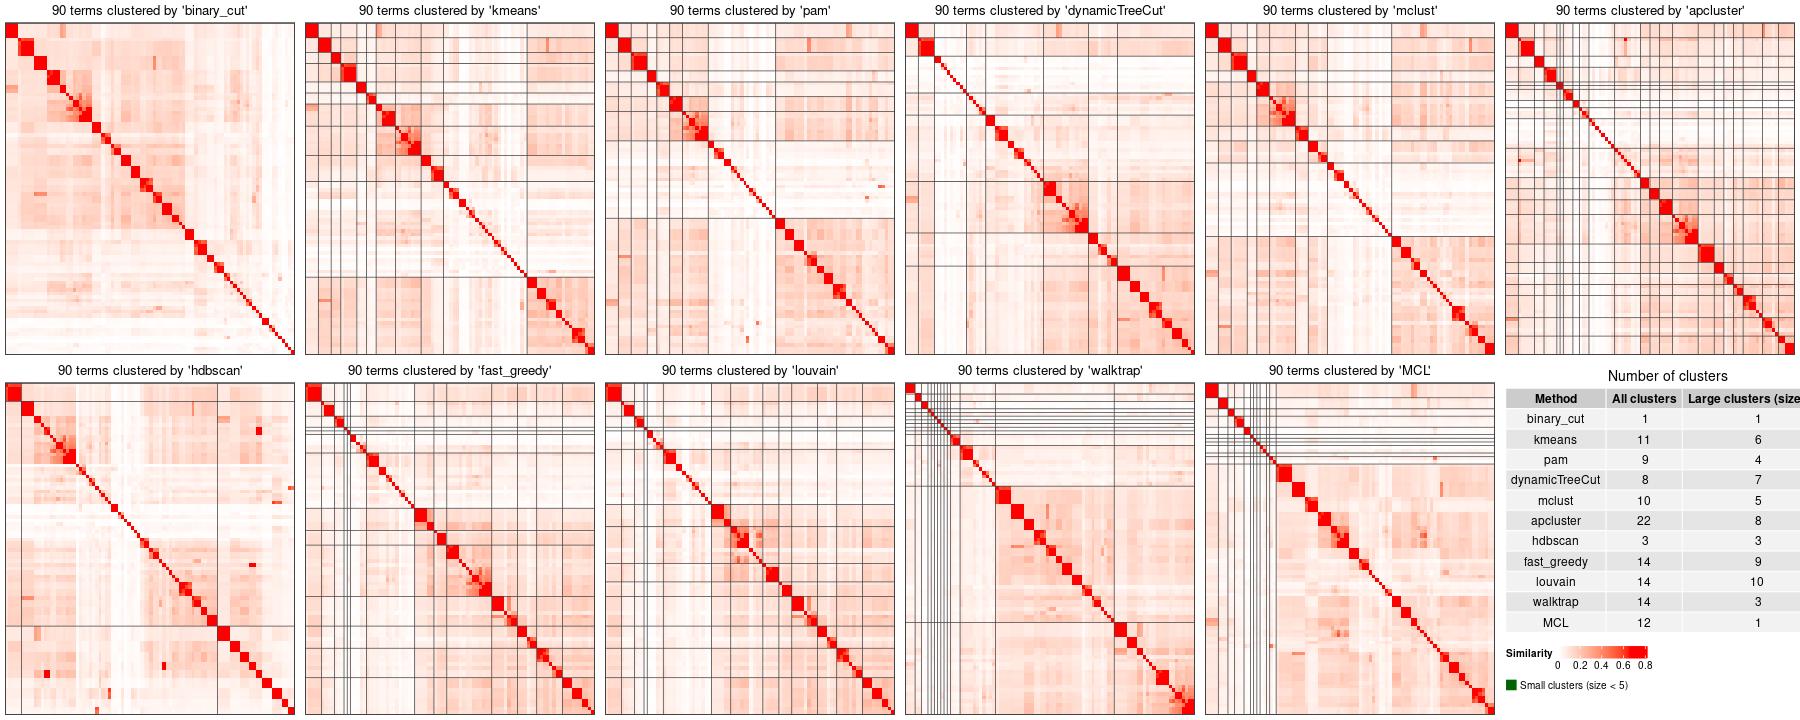 90 terms clustered by 'binary_cut'
90 terms clustered by 'kmeans'
90 terms clustered by 'pam'
90 terms clustered by 'dynamicTreeCut'
90 terms clustered by 'mclust'
90 terms clustered by 'apcluster'
90 terms clustered by 'hdbscan'
90 terms clustered by 'fast_greedy'
90 terms clustered by 'louvain'
90 terms clustered by 'walktrap'
90 terms clustered by 'MCL'
Number of clusters
Method All clusters Large clusters (size
binary_cut 1 1
kmeans 11 6
pam 9 4
dynamicTreeCut 8 7
mclust 10 5
apcluster 22 8
hdbscan 3 3
fast_greedy 14 9
louvain 14 10
walktrap 14 3
MCL 12 1
Similarity
0 0.2 0.4 0.6 0.8
Small clusters (size < 5)